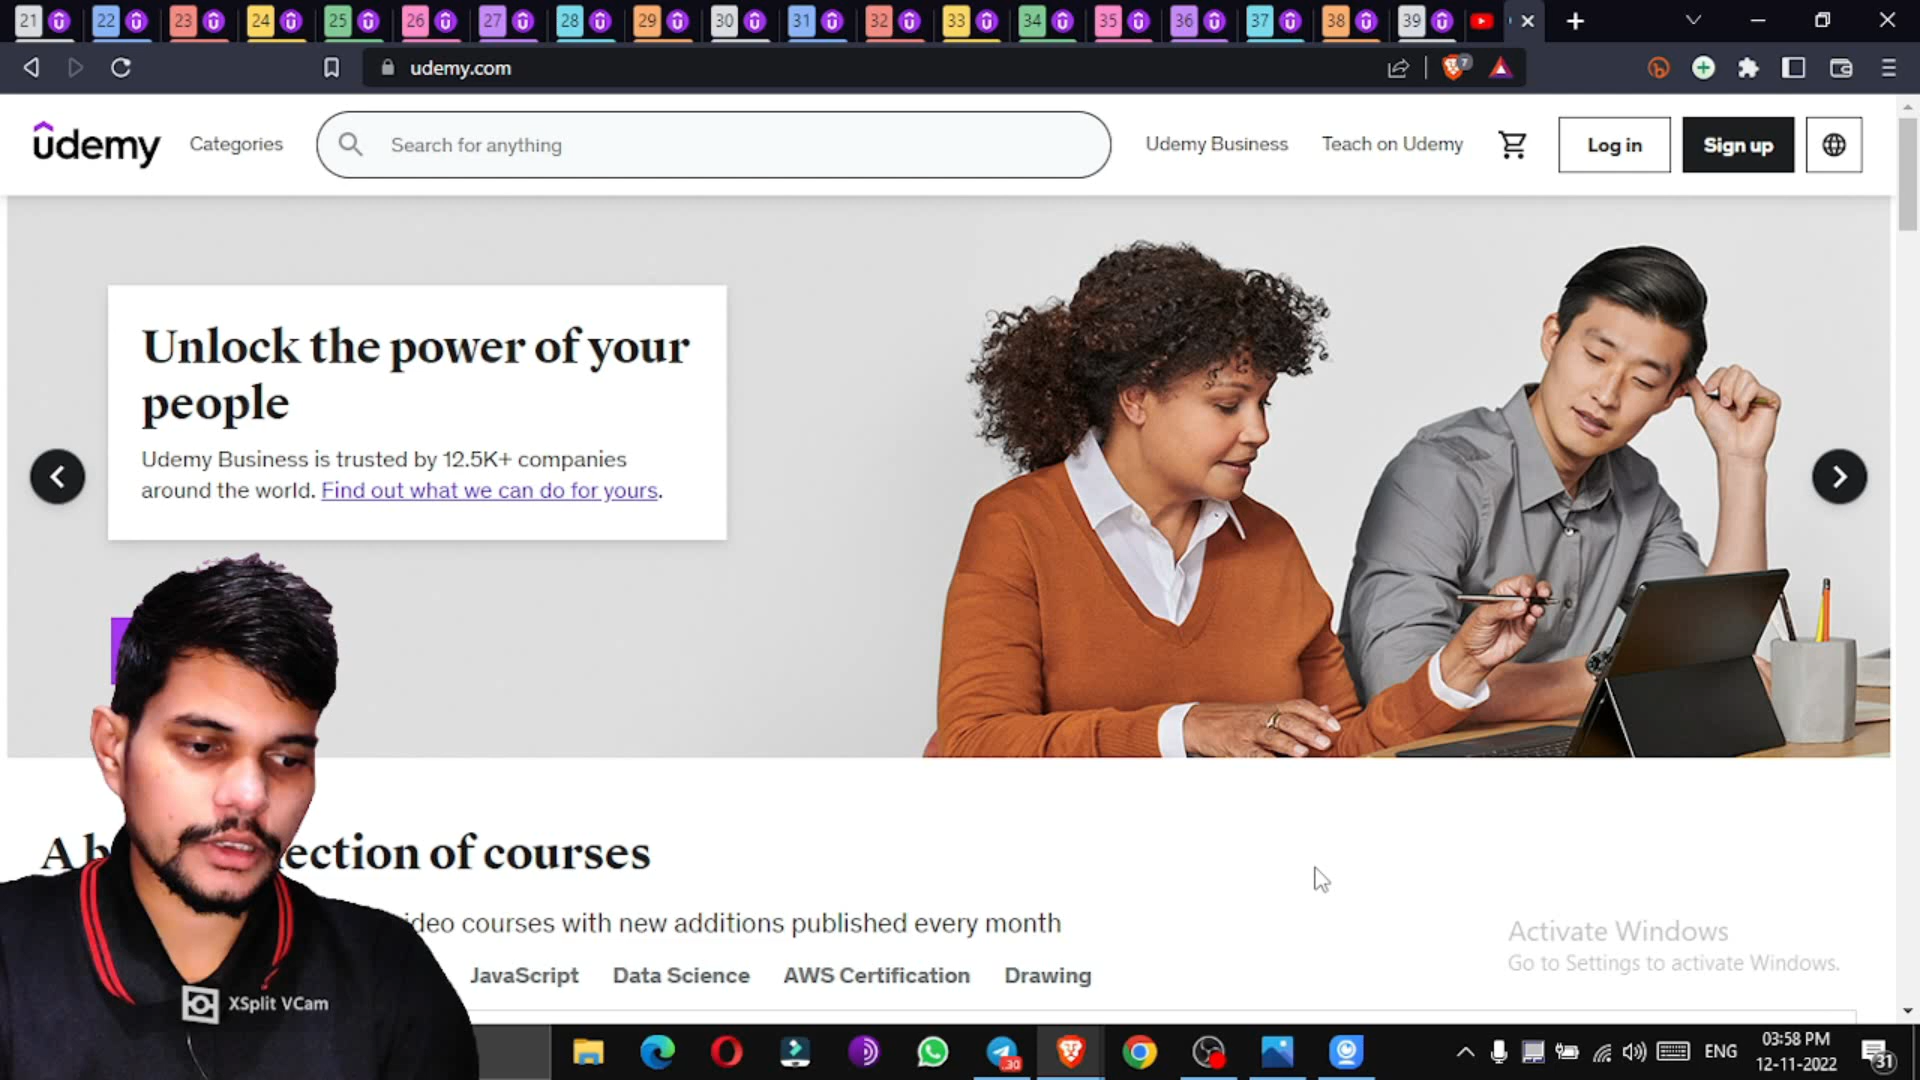 21 22 23 24 25 26 27 28 29 30 31 32 33 34 35 36 37 38 39
udemy.com 7
udemy Categories Search for anything Udemy Business Teach on Udemy Log in Sign up
Unlock the power of your
people
Udemy Business is trusted by 12.5K+ companies
around the world. Find out what we can do for yours.
A b ection of courses
ideo courses with new additions published every month
JavaScript Data Science AWS Certification Drawing
Activate Windows
Go to Settings to activate Windows.
XSplit VCam
30 ENG 03:58 PM
12-11-2022 31